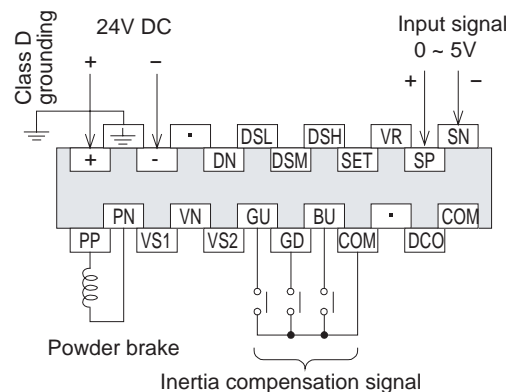 Class D
grounding
24V DC
+ −
Input signal
0 ~ 5V
+ −
▪ DSL DSH VR SN
+ - DN DSM SET SP
PN VN GU BU ▪ COM
PP VS1 VS2 GD COM DCO
Powder brake
Inertia compensation signal